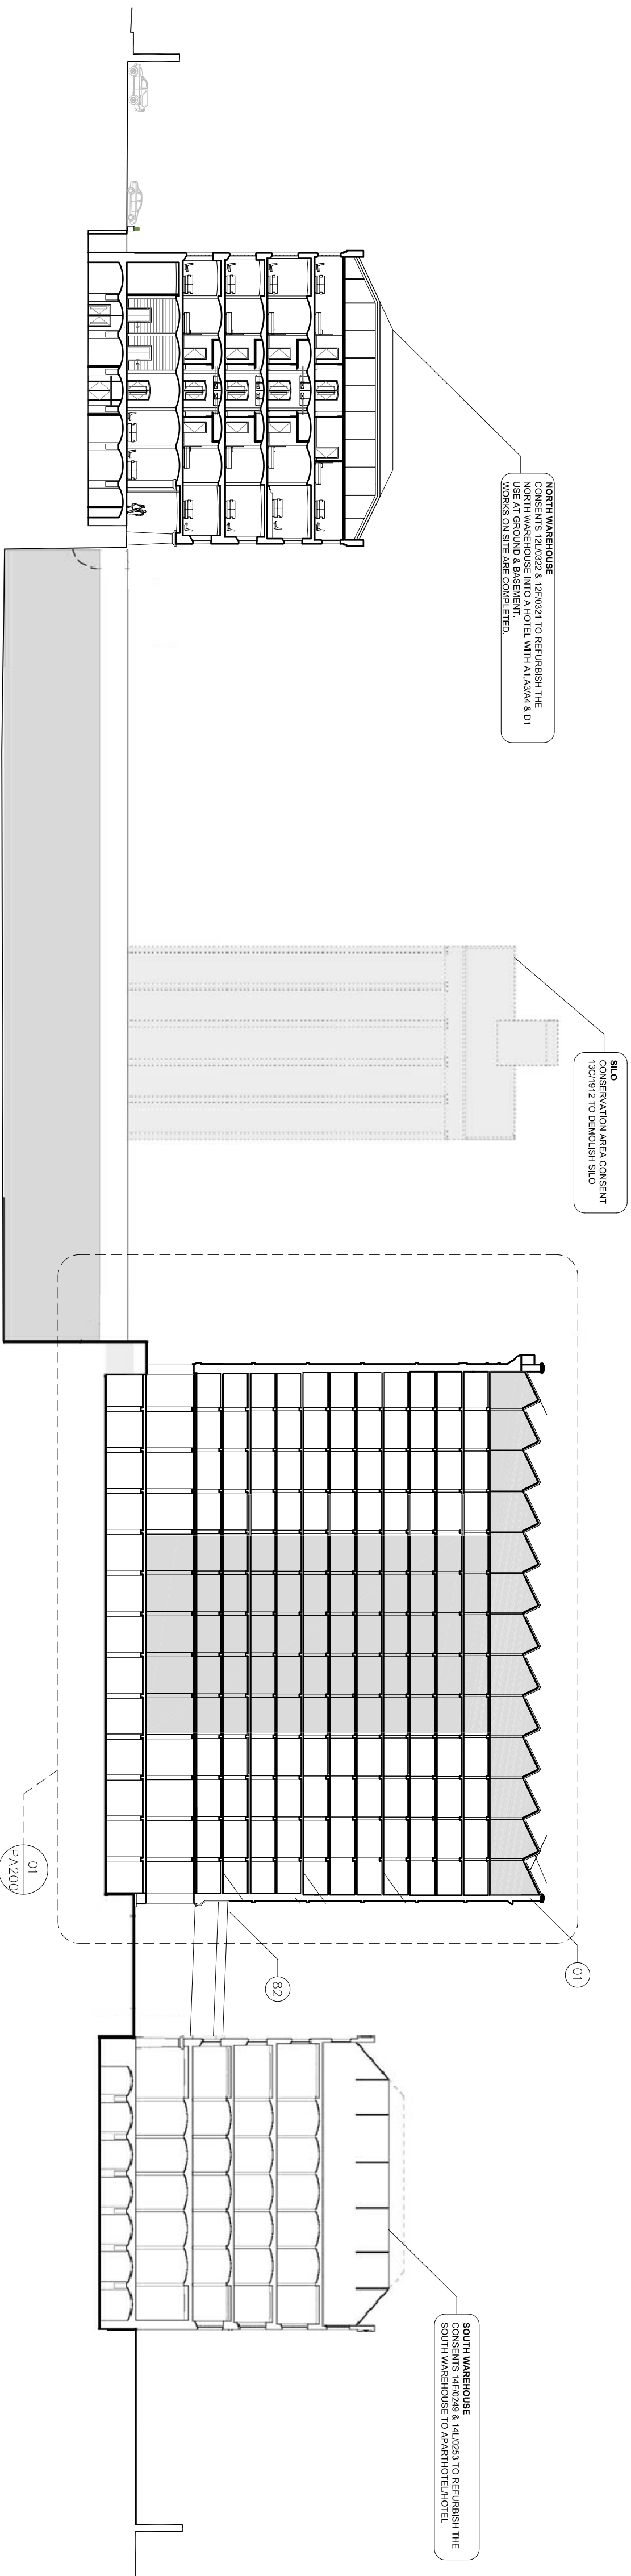 NORTH WAREHOUSE
CONSENTS 12L/0322 & 12F/0321 TO REFURBISH THE
NORTH WAREHOUSE INTO A HOTEL WITH A1,A3/A4 & D1
USE AT GROUND & BASEMENT.
WORKS ON SITE ARE COMPLETED.
SILO
CONSERVATION AREA CONSENT
13C/1912 TO DEMOLISH SILO
01
82
01
PA200
SOUTH WAREHOUSE
CONSENTS 14F/0249 & 14L/0253 TO REFURBISH THE
SOUTH WAREHOUSE TO APARTHOTEL/HOTEL